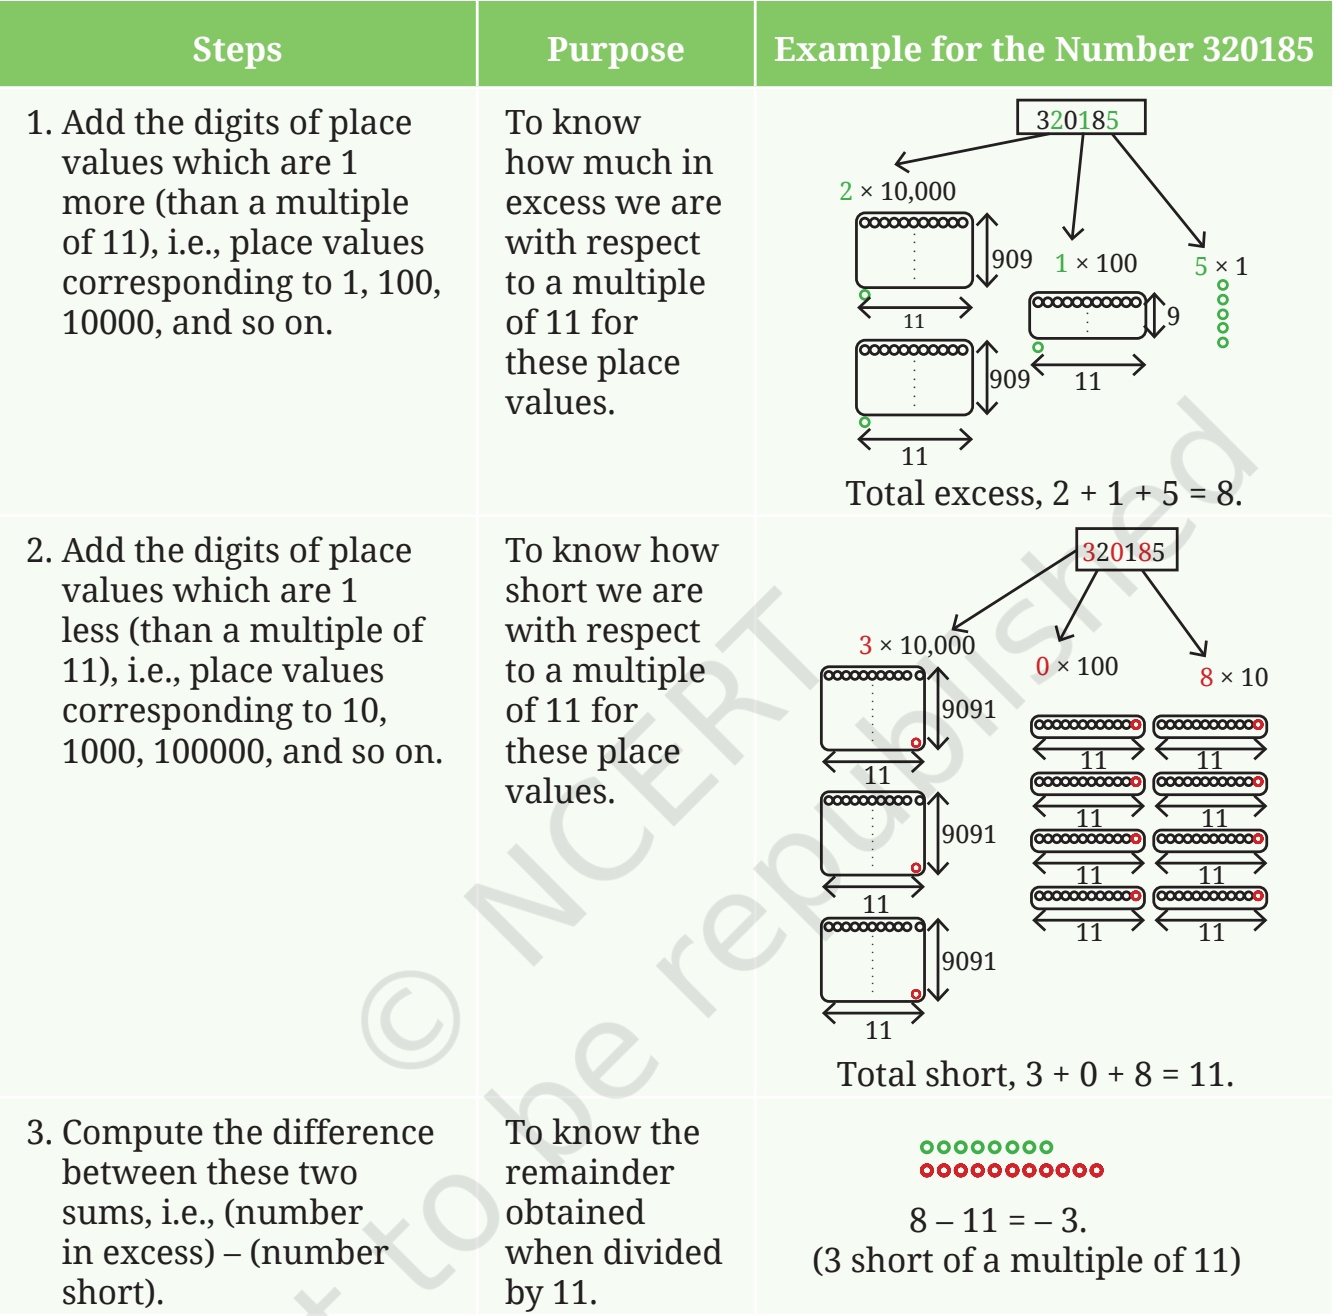 Steps
Purpose
Example for the Number 320185
1. Add the digits of place
values which are 1
more (than a multiple
of 11), i.e., place values
corresponding to 1, 100,
10000, and so on.
To know
how much in
excess we are
with respect
to a multiple
of 11 for
these place
values.
320185
2 × 10,000
909
11
909
11
1 × 100
9
11
5 × 1
Total excess, 2 + 1 + 5 = 8.
2. Add the digits of place
values which are 1
less (than a multiple of
11), i.e., place values
corresponding to 10,
1000, 100000, and so on.
To know how
short we are
with respect
to a multiple
of 11 for
these place
values.
320185
3 × 10,000
9091
11
9091
11
9091
11
0 × 100
8 × 10
11 11
11 11
11 11
11 11
Total short, 3 + 0 + 8 = 11.
3. Compute the difference
between these two
sums, i.e., (number
in excess) – (number
short).
To know the
remainder
obtained
when divided
by 11.
8 – 11 = – 3.
(3 short of a multiple of 11)
© NCERT
t to be republished